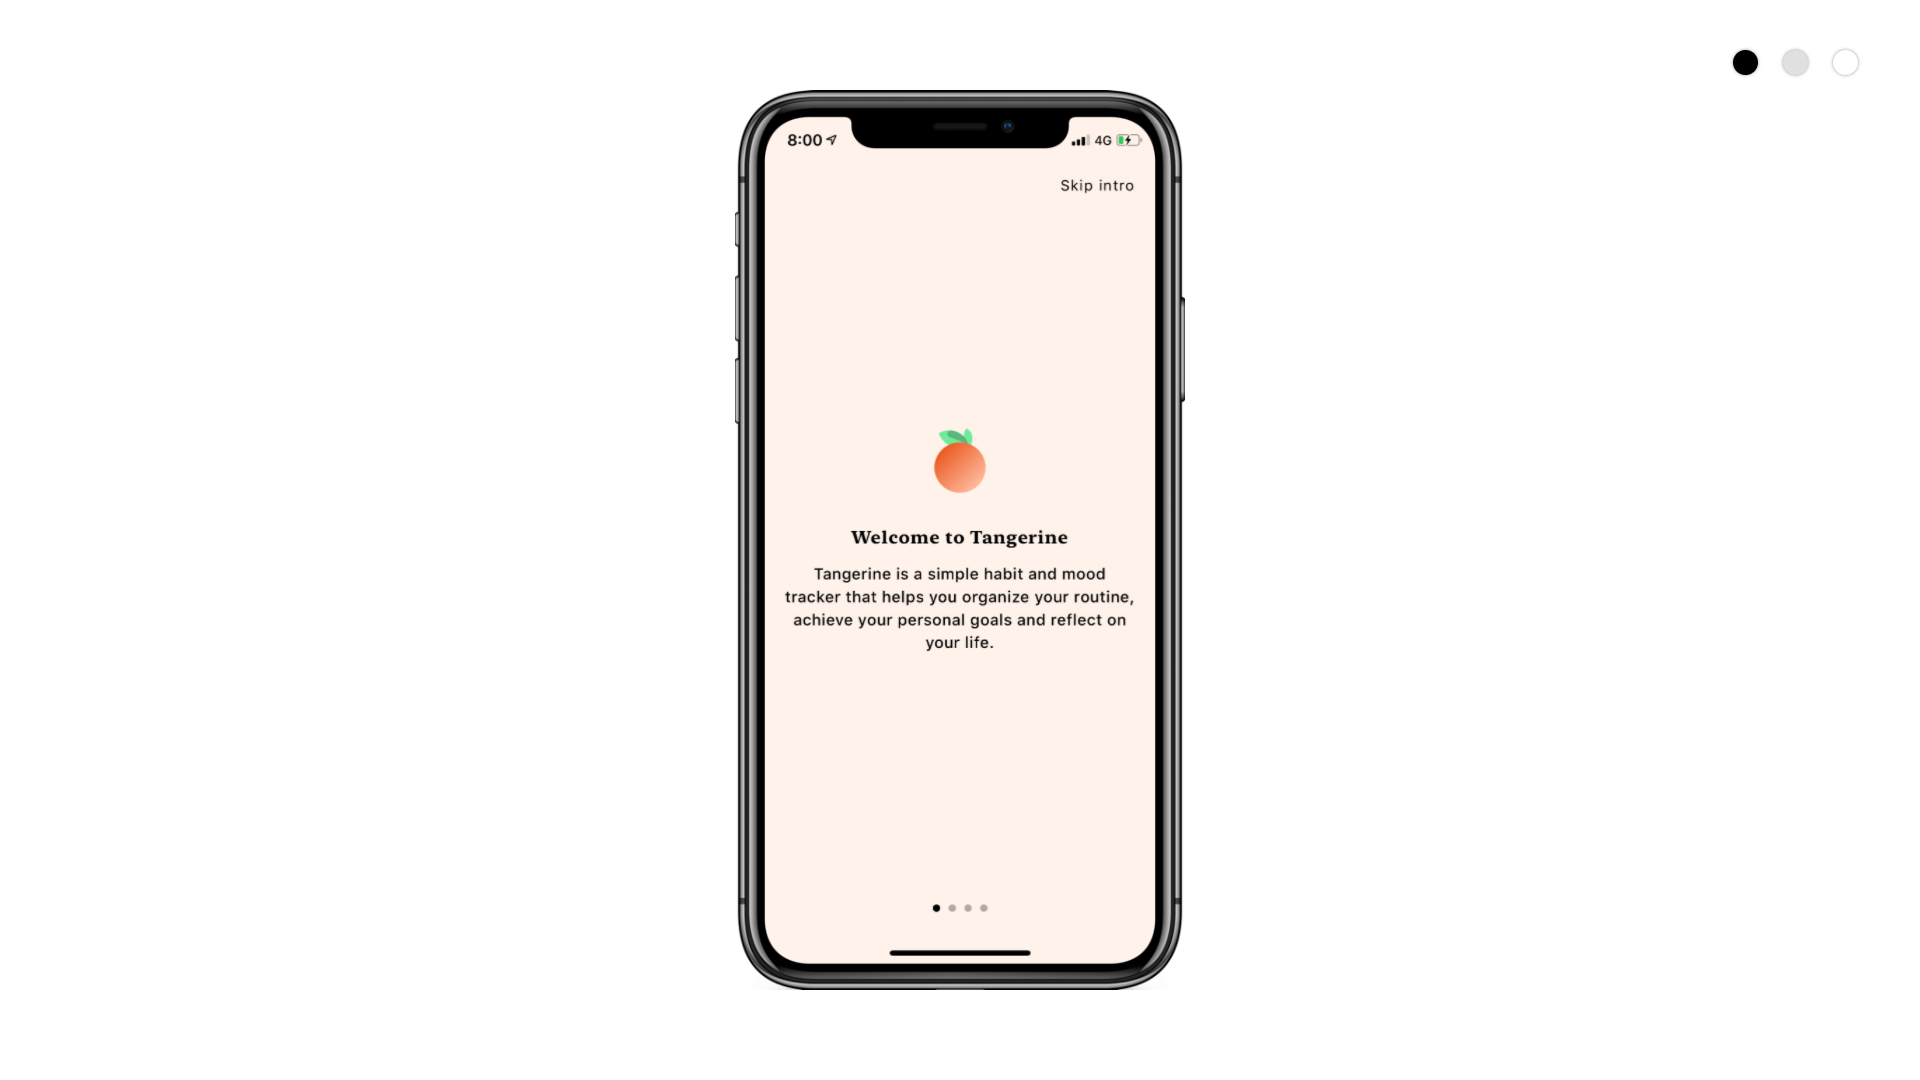 8:00
4G
Skip intro
Welcome to Tangerine
Tangerine is a simple habit and mood
tracker that helps you organize your routine,
achieve your personal goals and reflect on
your life.